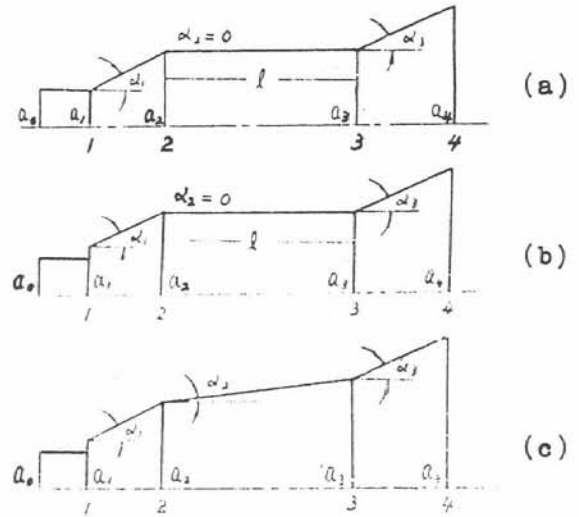 α₂ = 0
α₁ l α₃
a₀ a₁ a₂ a₃ a₄
1 2 3 4
(a)
α₂ = 0
α₁ l α₃
a₀ a₁ a₂ a₃ a₄
1 2 3 4
(b)
α₂
α₁ α₃
a₀ a₁ a₂ a₃ a₄
1 2 3 4
(c)